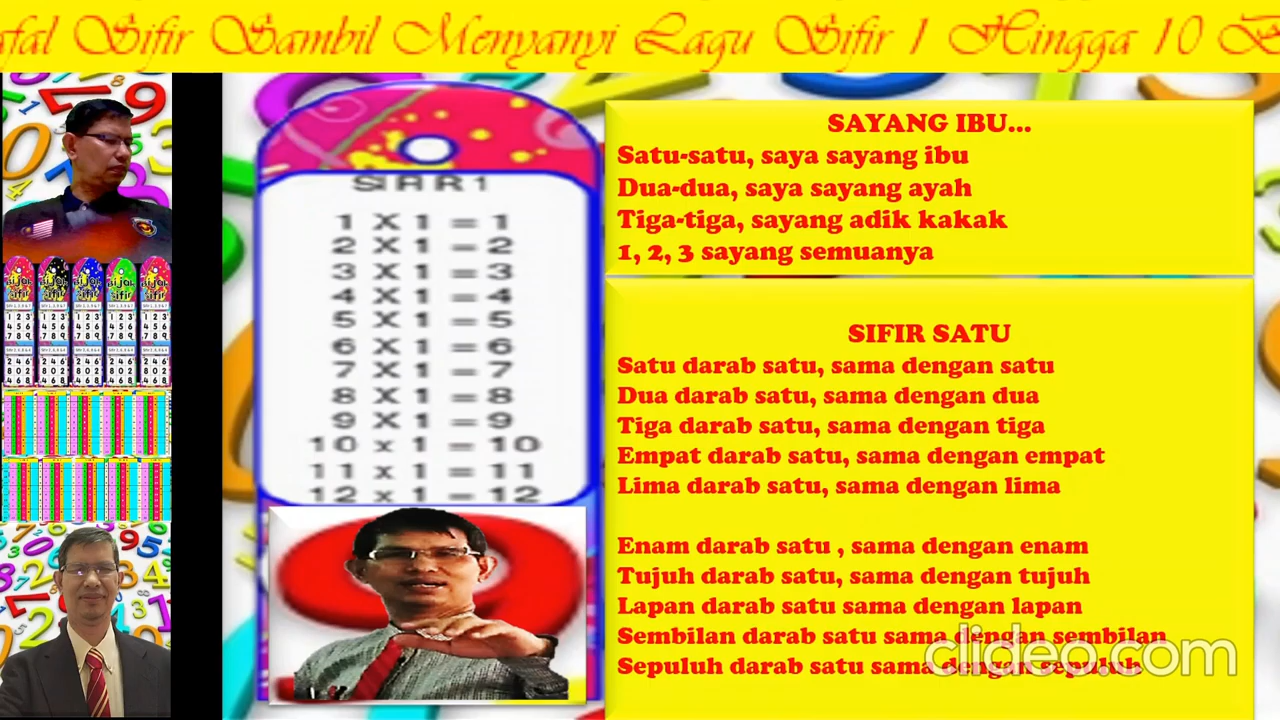 afal Sifir Sambil Menyanyi Lagu Sifir 1 Hingga 10 B
SIFIR 1
1 X 1 = 1
2 X 1 = 2
3 X 1 = 3
4 X 1 = 4
5 X 1 = 5
6 X 1 = 6
7 X 1 = 7
8 X 1 = 8
9 X 1 = 9
10 x 1 = 10
11 x 1 = 11
12 x 1 = 12
SAYANG IBU...
Satu-satu, saya sayang ibu
Dua-dua, saya sayang ayah
Tiga-tiga, sayang adik kakak
1, 2, 3 sayang semuanya
SIFIR SATU
Satu darab satu, sama dengan satu
Dua darab satu, sama dengan dua
Tiga darab satu, sama dengan tiga
Empat darab satu, sama dengan empat
Lima darab satu, sama dengan lima
Enam darab satu , sama dengan enam
Tujuh darab satu, sama dengan tujuh
Lapan darab satu sama dengan lapan
Sembilan darab satu sama dengan sembilan
Sepuluh darab satu sama dengan sepuluh
clideo.com